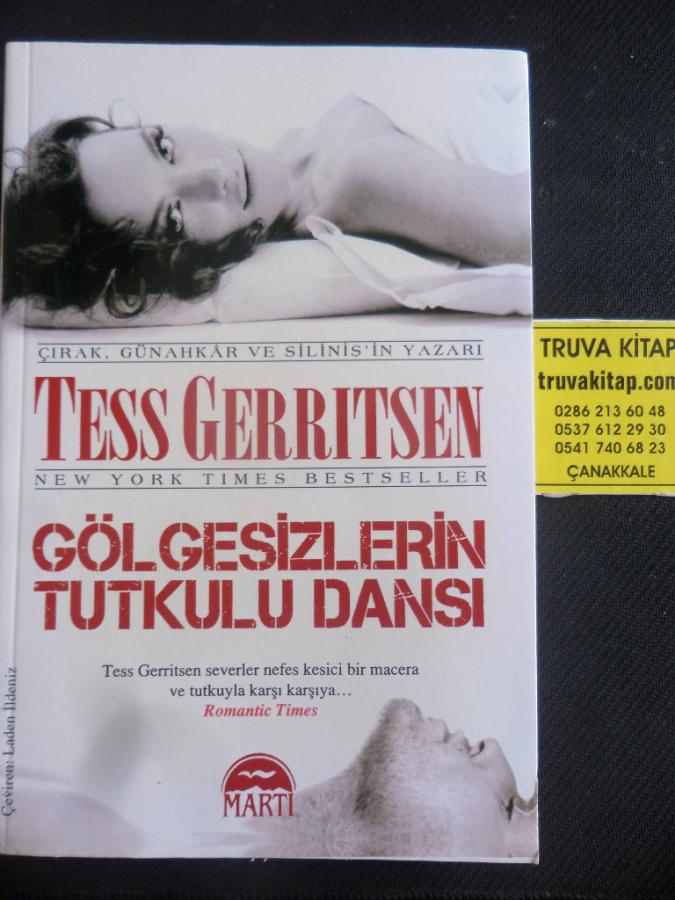 ÇIRAK, GÜNAHKÂR VE SİLİNİŞ'İN YAZARI
TESS GERRITSEN
NEW YORK TIMES BESTSELLER
GÖLGESİZLERİN
TUTKULU DANSI
Tess Gerritsen severler nefes kesici bir macera
ve tutkuyla karşı karşıya...
Romantic Times
MARTI
Çeviren: Laden İldeniz
TRUVA KİTAP
truvakitap.com
0286 213 60 48
0537 612 29 30
0541 740 68 23
ÇANAKKALE